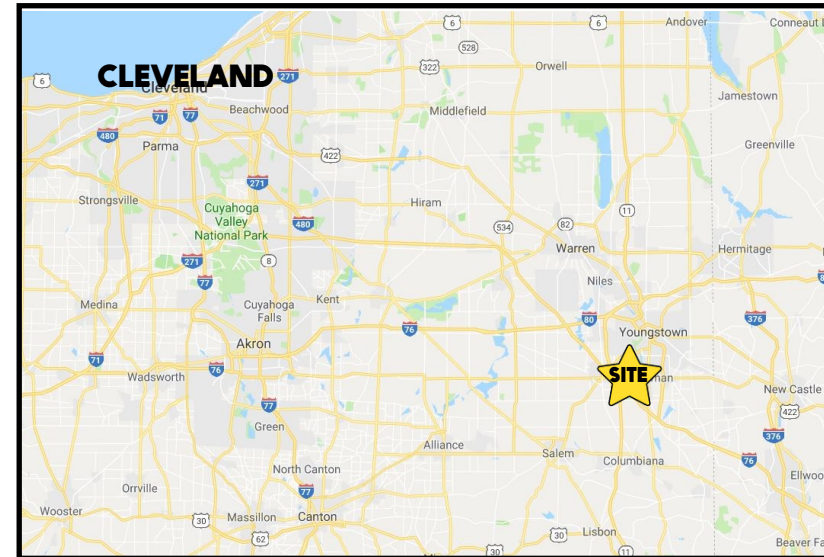 6
6
Andover
Conneaut L
528
322
Orwell
CLEVELAND
Cleveland
271
6
Jamestown
Beachwood
Middlefield
71
77
480
Parma
422
Greenville
271
Strongsville
Cuyahoga
Valley
National Park
Hiram
11
480
534
82
Warren
Hermitage
271
8
77
Niles
Medina
Cuyahoga
Falls
Kent
76
80
376
Youngstown
Akron
71
76
Wadsworth
SITE
man
New Castle
77
422
Green
376
Alliance
Salem
Columbiana
76
North Canton
Ellwoo
Orrville
77
Wooster
30
Massillon
Canton
62
30
Lisbon
30
11
Beaver Fa